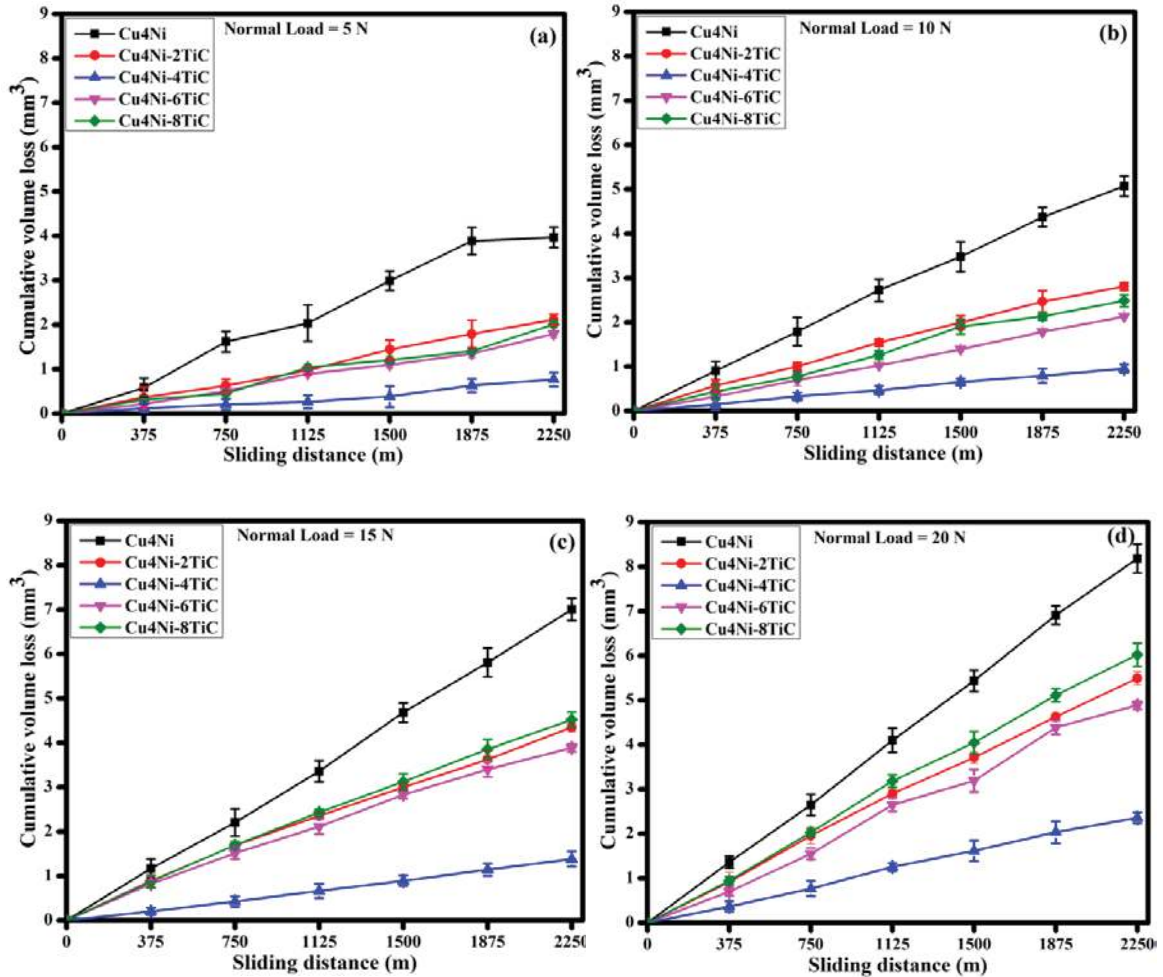 Normal Load = 5 N
(a)
Cu4Ni
Cu4Ni-2TiC
Cu4Ni-4TiC
Cu4Ni-6TiC
Cu4Ni-8TiC
Cumulative volume loss (mm³)
9
8
7
6
5
4
3
2
1
0
0 375 750 1125 1500 1875 2250
Sliding distance (m)
Normal Load = 10 N
(b)
Cu4Ni
Cu4Ni-2TiC
Cu4Ni-4TiC
Cu4Ni-6TiC
Cu4Ni-8TiC
Cumulative volume loss (mm³)
9
8
7
6
5
4
3
2
1
0
0 375 750 1125 1500 1875 2250
Sliding distance (m)
Normal Load = 15 N
(c)
Cu4Ni
Cu4Ni-2TiC
Cu4Ni-4TiC
Cu4Ni-6TiC
Cu4Ni-8TiC
Cumulative volume loss (mm³)
9
8
7
6
5
4
3
2
1
0
0 375 750 1125 1500 1875 2250
Sliding distance (m)
Normal Load = 20 N
(d)
Cu4Ni
Cu4Ni-2TiC
Cu4Ni-4TiC
Cu4Ni-6TiC
Cu4Ni-8TiC
Cumulative volume loss (mm³)
9
8
7
6
5
4
3
2
1
0
0 375 750 1125 1500 1875 2250
Sliding distance (m)